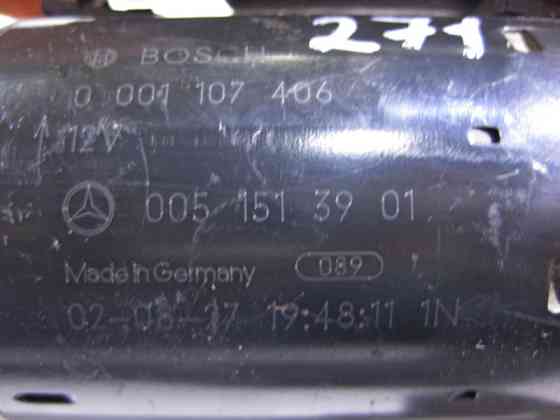 271
BOSCH
0 001 107 406
12V
005 151 39 01
Made in Germany
089
02-08-27 19:48:11 1N